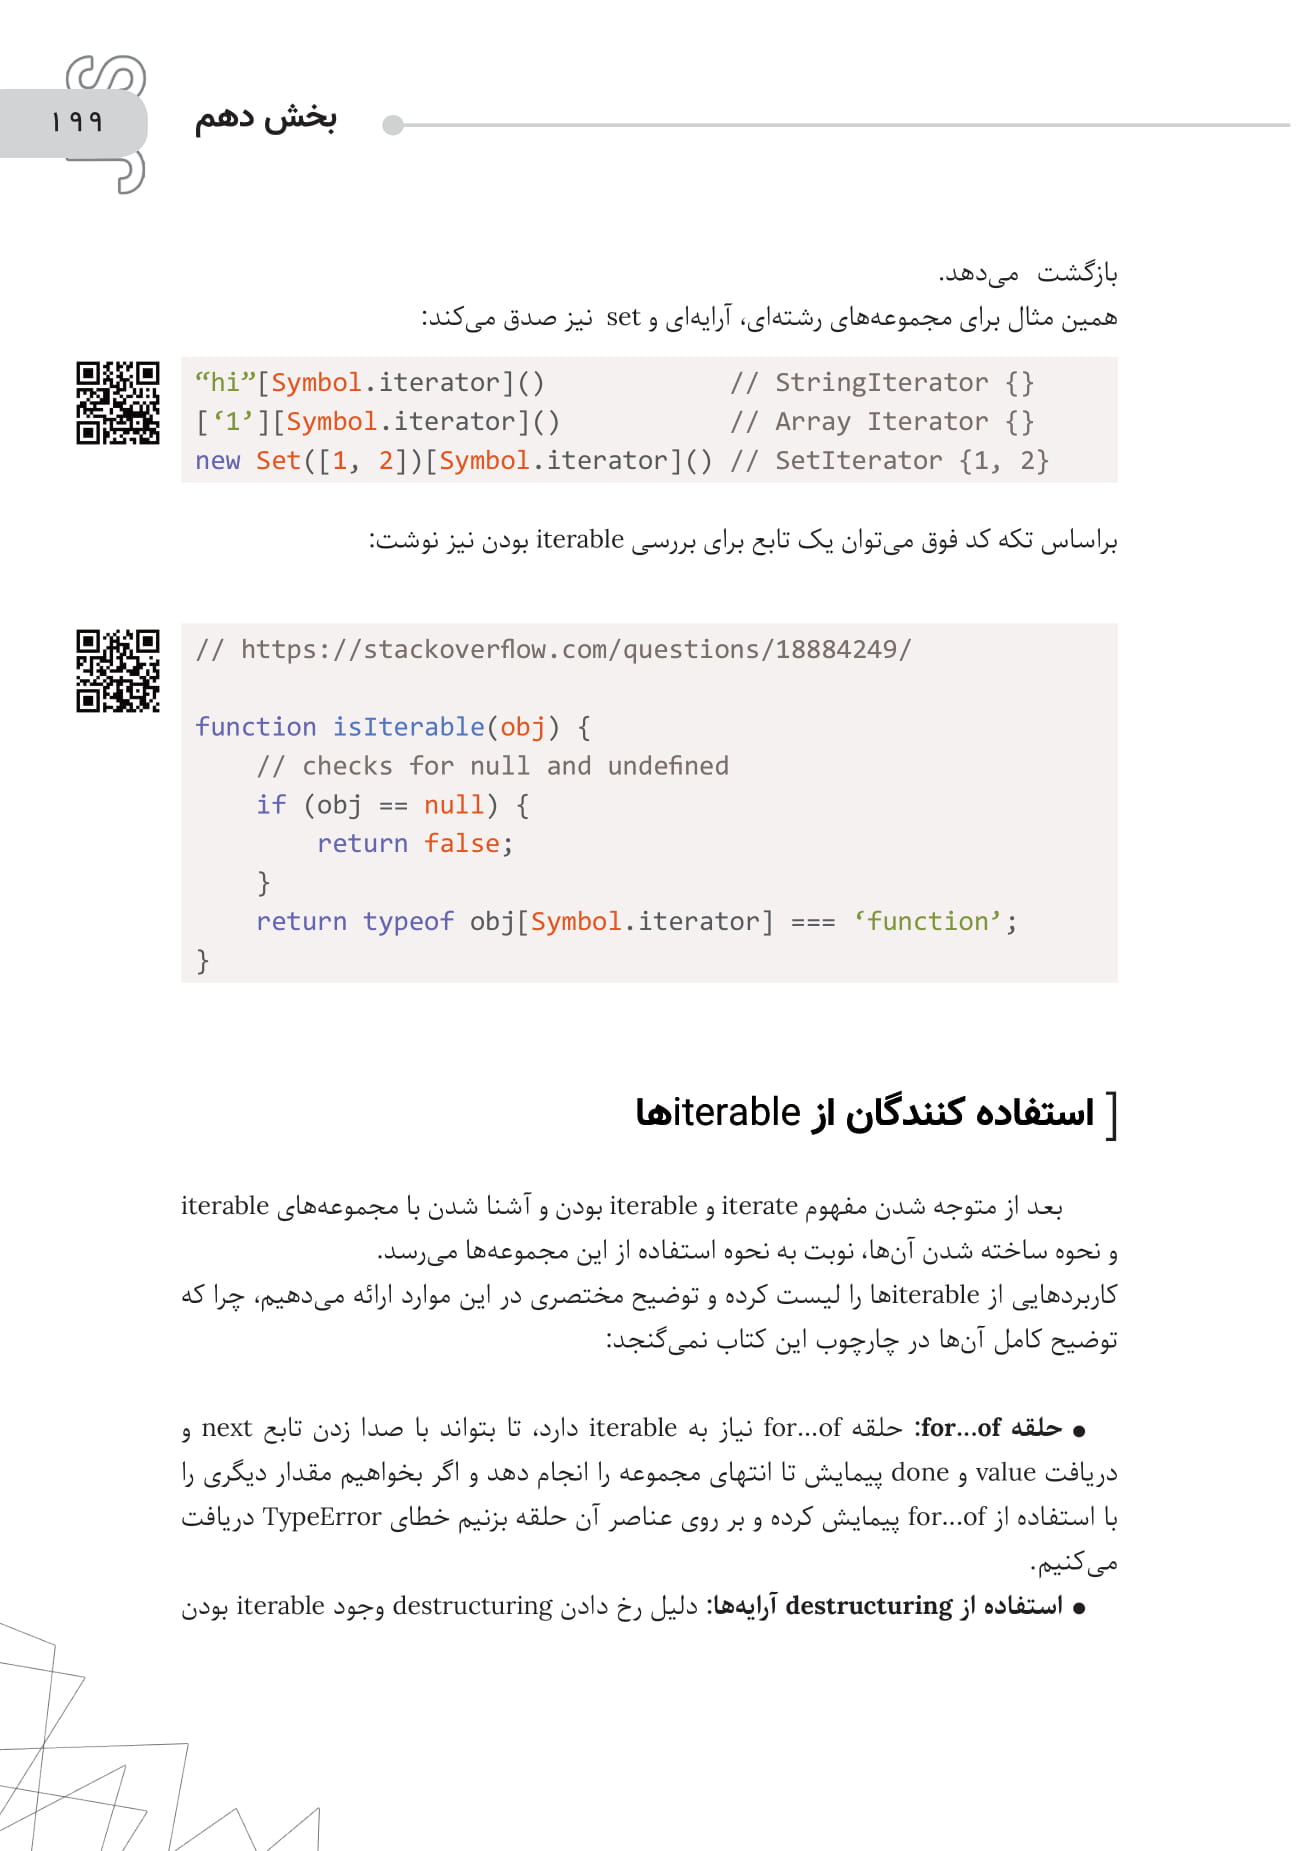 ۱۹۹
بخش دهم
بازگشت می‌دهد.
همین مثال برای مجموعه‌های رشته‌ای، آرایه‌ای و set نیز صدق می‌کند:
“hi”[Symbol.iterator]() // StringIterator {}
[‘1’][Symbol.iterator]() // Array Iterator {}
new Set([1, 2])[Symbol.iterator]() // SetIterator {1, 2}
براساس تکه کد فوق می‌توان یک تابع برای بررسی iterable بودن نیز نوشت:
// https://stackoverflow.com/questions/18884249/
function isIterable(obj) {
// checks for null and undefined
if (obj == null) {
return false;
}
return typeof obj[Symbol.iterator] === ‘function’;
}
[ استفاده کنندگان از iterableها
بعد از متوجه شدن مفهوم iterate و iterable بودن و آشنا شدن با مجموعه‌های iterable
و نحوه ساخته شدن آن‌ها، نوبت به نحوه استفاده از این مجموعه‌ها می‌رسد.
کاربردهایی از iterableها را لیست کرده و توضیح مختصری در این موارد ارائه می‌دهیم، چرا که
توضیح کامل آن‌ها در چارچوب این کتاب نمی‌گنجد:
● حلقه for...of: حلقه for...of نیاز به iterable دارد، تا بتواند با صدا زدن تابع next و
دریافت value و done پیمایش تا انتهای مجموعه را انجام دهد و اگر بخواهیم مقدار دیگری را
با استفاده از for...of پیمایش کرده و بر روی عناصر آن حلقه بزنیم خطای TypeError دریافت
می‌کنیم.
● استفاده از destructuring آرایه‌ها: دلیل رخ دادن destructuring وجود iterable بودن